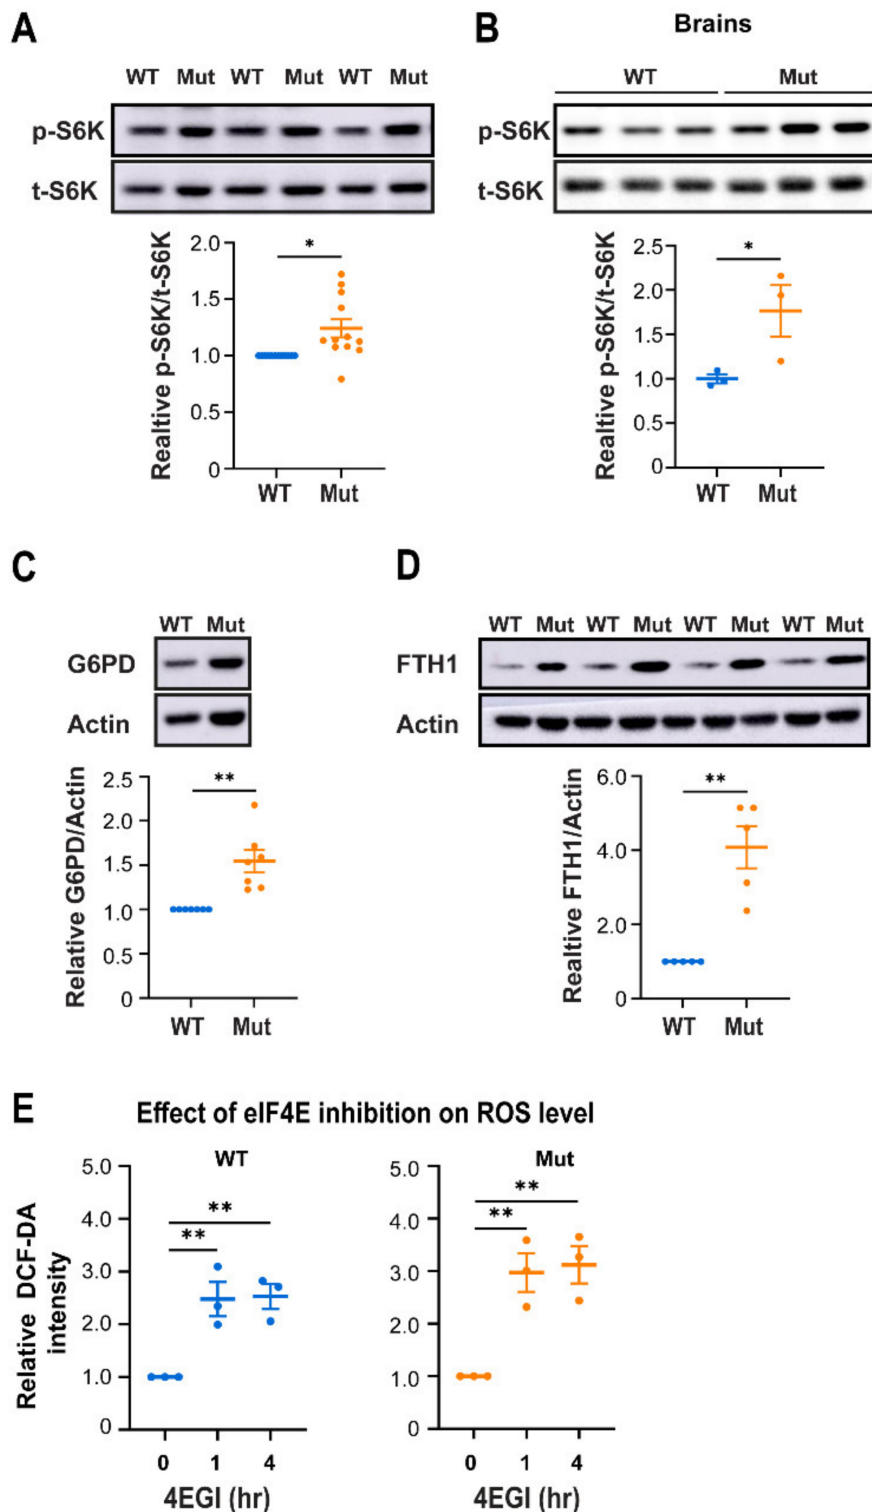 A
WT Mut WT Mut WT Mut
p-S6K
t-S6K
*
Realtive p-S6K/t-S6K
2.0
1.5
1.0
0.5
0
WT Mut
B
Brains
WT Mut
p-S6K
t-S6K
*
Realtive p-S6K/t-S6K
2.5
2.0
1.5
1.0
0.5
0
WT Mut
C
WT Mut
G6PD
Actin
**
Relative G6PD/Actin
2.5
2.0
1.5
1.0
0.5
0
WT Mut
D
WT Mut WT Mut WT Mut WT Mut
FTH1
Actin
**
Realtive FTH1/Actin
6.0
4.0
2.0
0
WT Mut
E
Effect of eIF4E inhibition on ROS level
WT
**
**
Relative DCF-DA
intensity
5.0
4.0
3.0
2.0
1.0
0
0 1 4
4EGI (hr)
Mut
**
**
5.0
4.0
3.0
2.0
1.0
0
0 1 4
4EGI (hr)